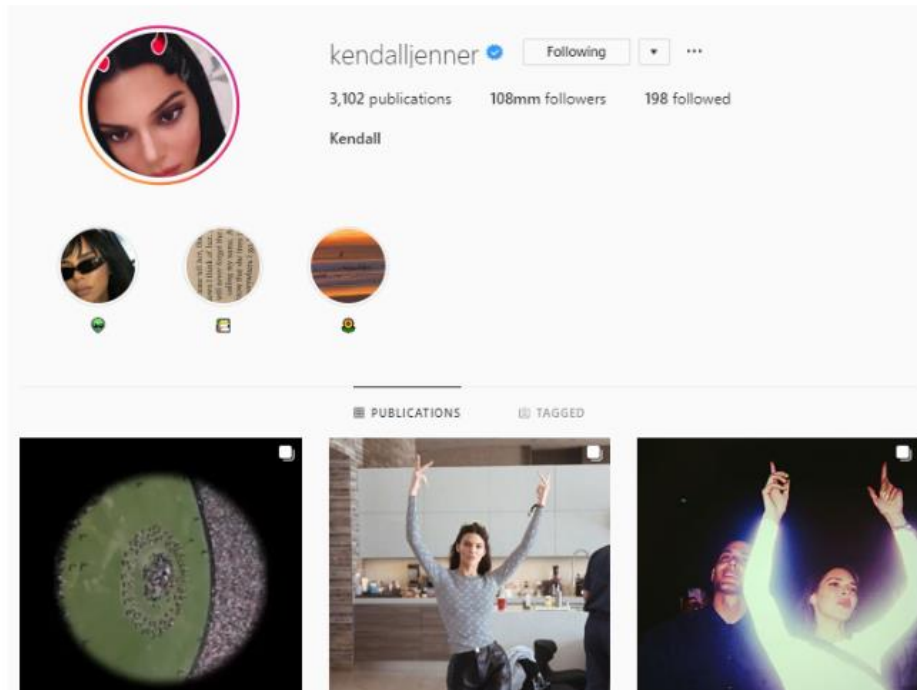 kendalljenner Following
3,102 publications 108mm followers 198 followed
Kendall
PUBLICATIONS TAGGED